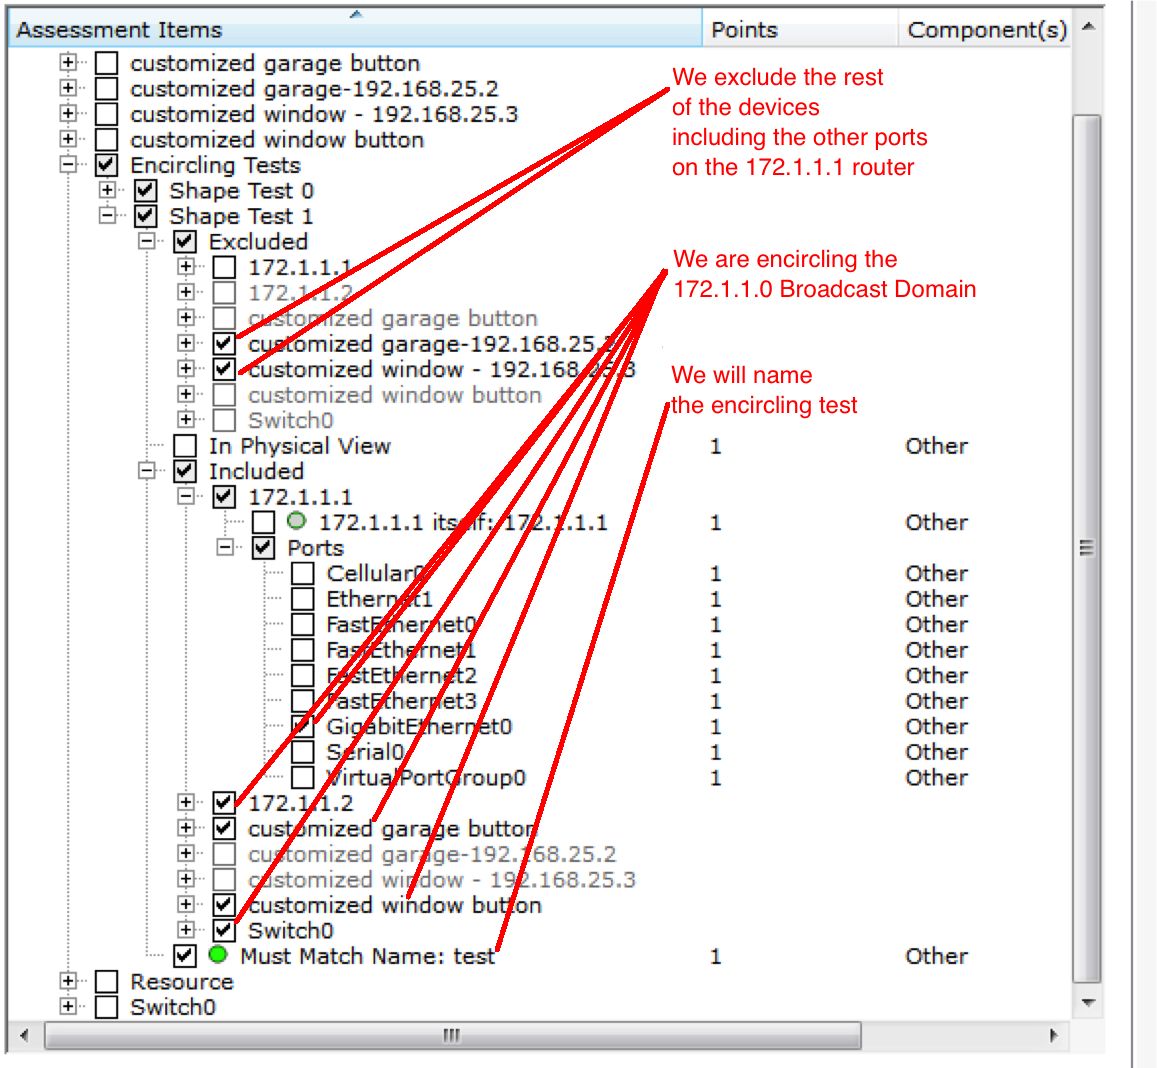 Assessment Items Points Component(s)
customized garage button
customized garage-192.168.25.2
customized window - 192.168.25.3
customized window button
Encircling Tests
Shape Test 0
Shape Test 1
Excluded
172.1.1.1
172.1.1.2
customized garage button
customized garage-192.168.25.2
customized window - 192.168.25.3
customized window button
Switch0
In Physical View 1 Other
Included
172.1.1.1
172.1.1.1 itself: 172.1.1.1 1 Other
Ports
Cellular0 1 Other
Ethernet1 1 Other
FastEthernet0 1 Other
FastEthernet1 1 Other
FastEthernet2 1 Other
FastEthernet3 1 Other
GigabitEthernet0 1 Other
Serial0 1 Other
VirtualPortGroup0 1 Other
172.1.1.2
customized garage button
customized garage-192.168.25.2
customized window - 192.168.25.3
customized window button
Switch0
Must Match Name: test 1 Other
Resource
Switch0
We exclude the rest
of the devices
including the other ports
on the 172.1.1.1 router
We are encircling the
172.1.1.0 Broadcast Domain
We will name
the encircling test